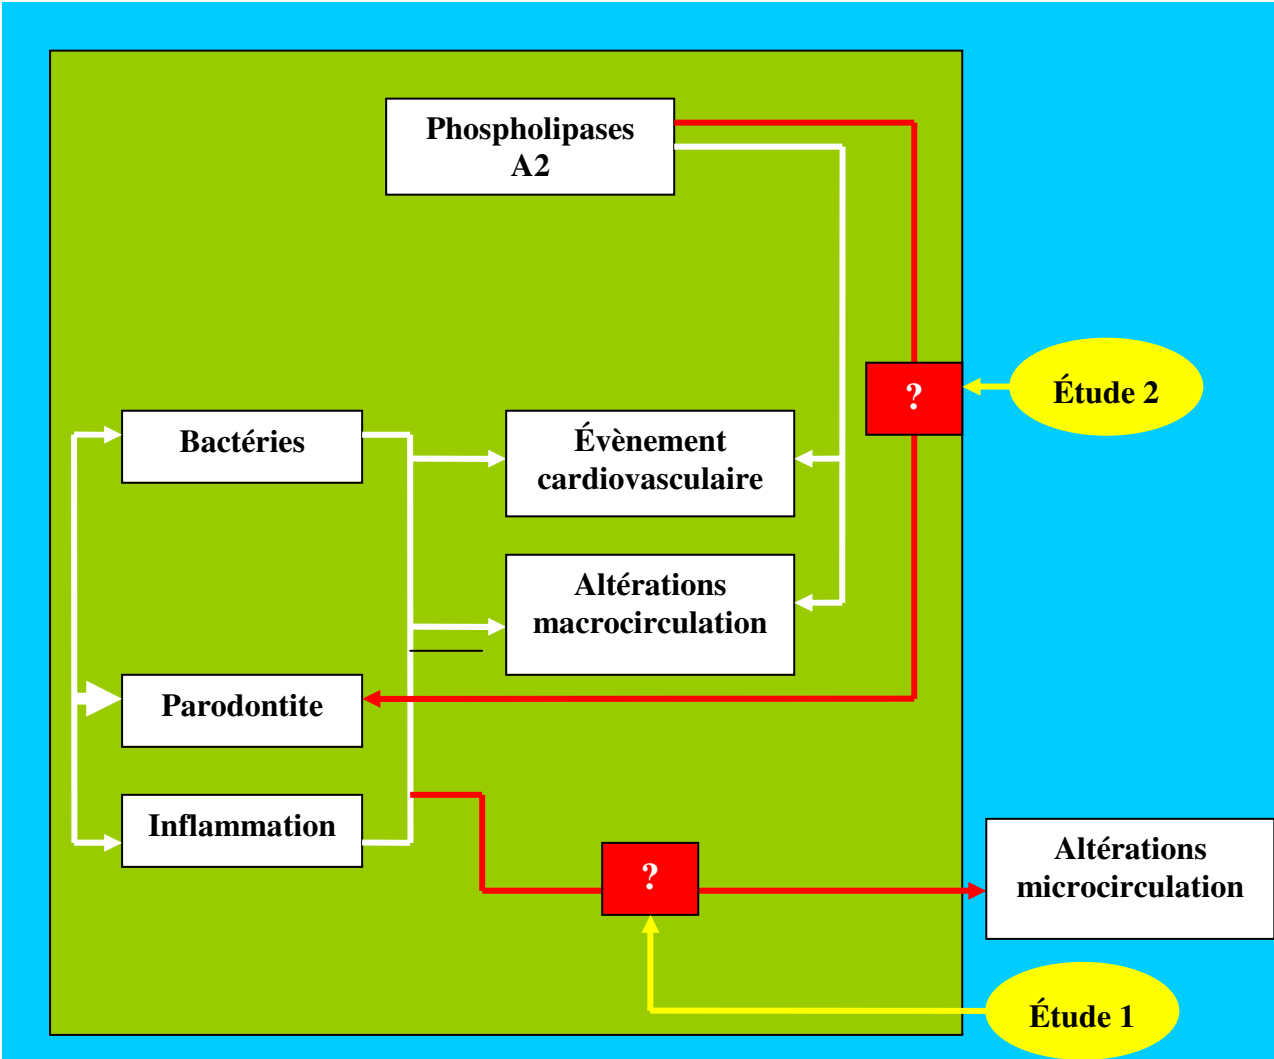 Phospholipases
A2
?
Étude 2
Bactéries
Évènement
cardiovasculaire
Altérations
macrocirculation
Parodontite
Inflammation
?
Altérations
microcirculation
Étude 1